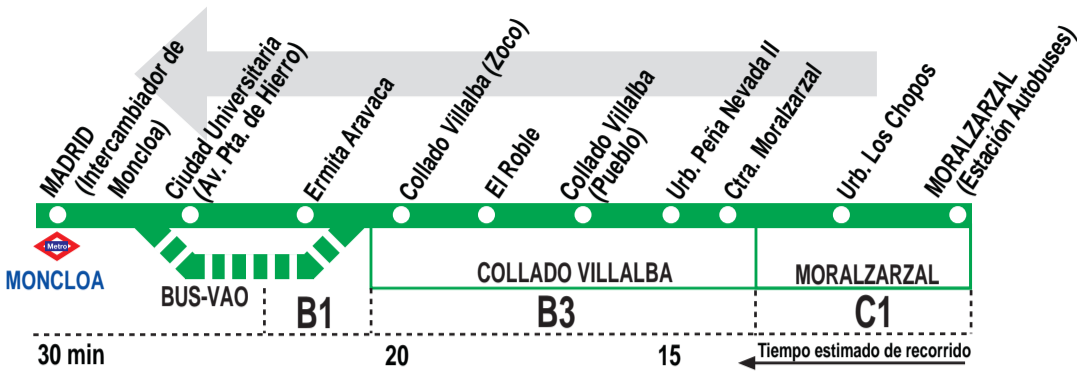 MADRID
(Intercambiador de
Moncloa)
Ciudad Universitaria
(Av. Pta. de Hierro)
Ermita Aravaca
Collado Villalba (Zoco)
El Roble
Collado Villalba
(Pueblo)
Urb. Peña Nevada II
Ctra. Moralzarzal
Urb. Los Chopos
MORALZARZAL
(Estación Autobuses)
Metro
MONCLOA
BUS-VAO
COLLADO VILLALBA
MORALZARZAL
B1
B3
C1
30 min
20
15
Tiempo estimado de recorrido